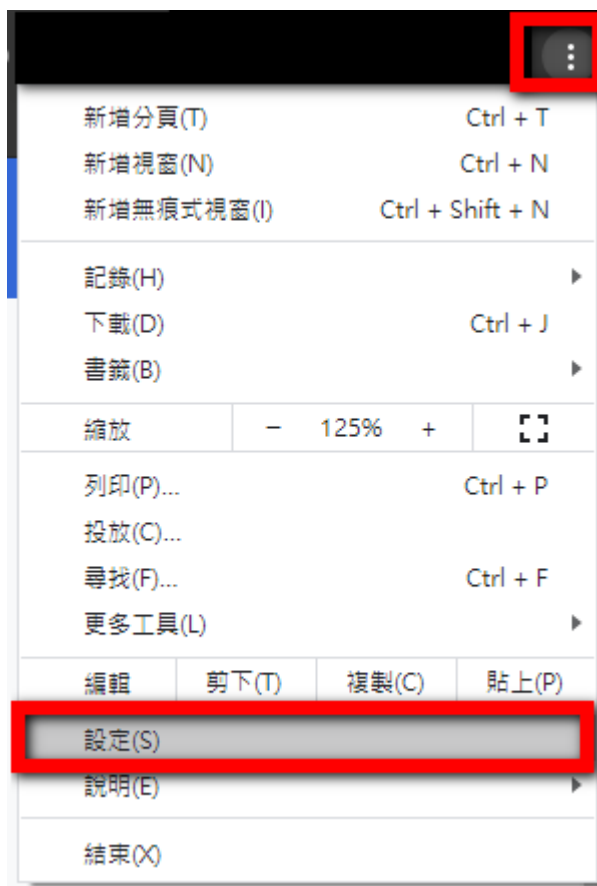 新增分頁(T) Ctrl + T
新增視窗(N) Ctrl + N
新增無痕式視窗(I) Ctrl + Shift + N
記錄(H)
下載(D) Ctrl + J
書籤(B)
縮放 − 125% +
列印(P)... Ctrl + P
投放(C)...
尋找(F)... Ctrl + F
更多工具(L)
編輯 剪下(T) 複製(C) 貼上(P)
設定(S)
說明(E)
結束(X)